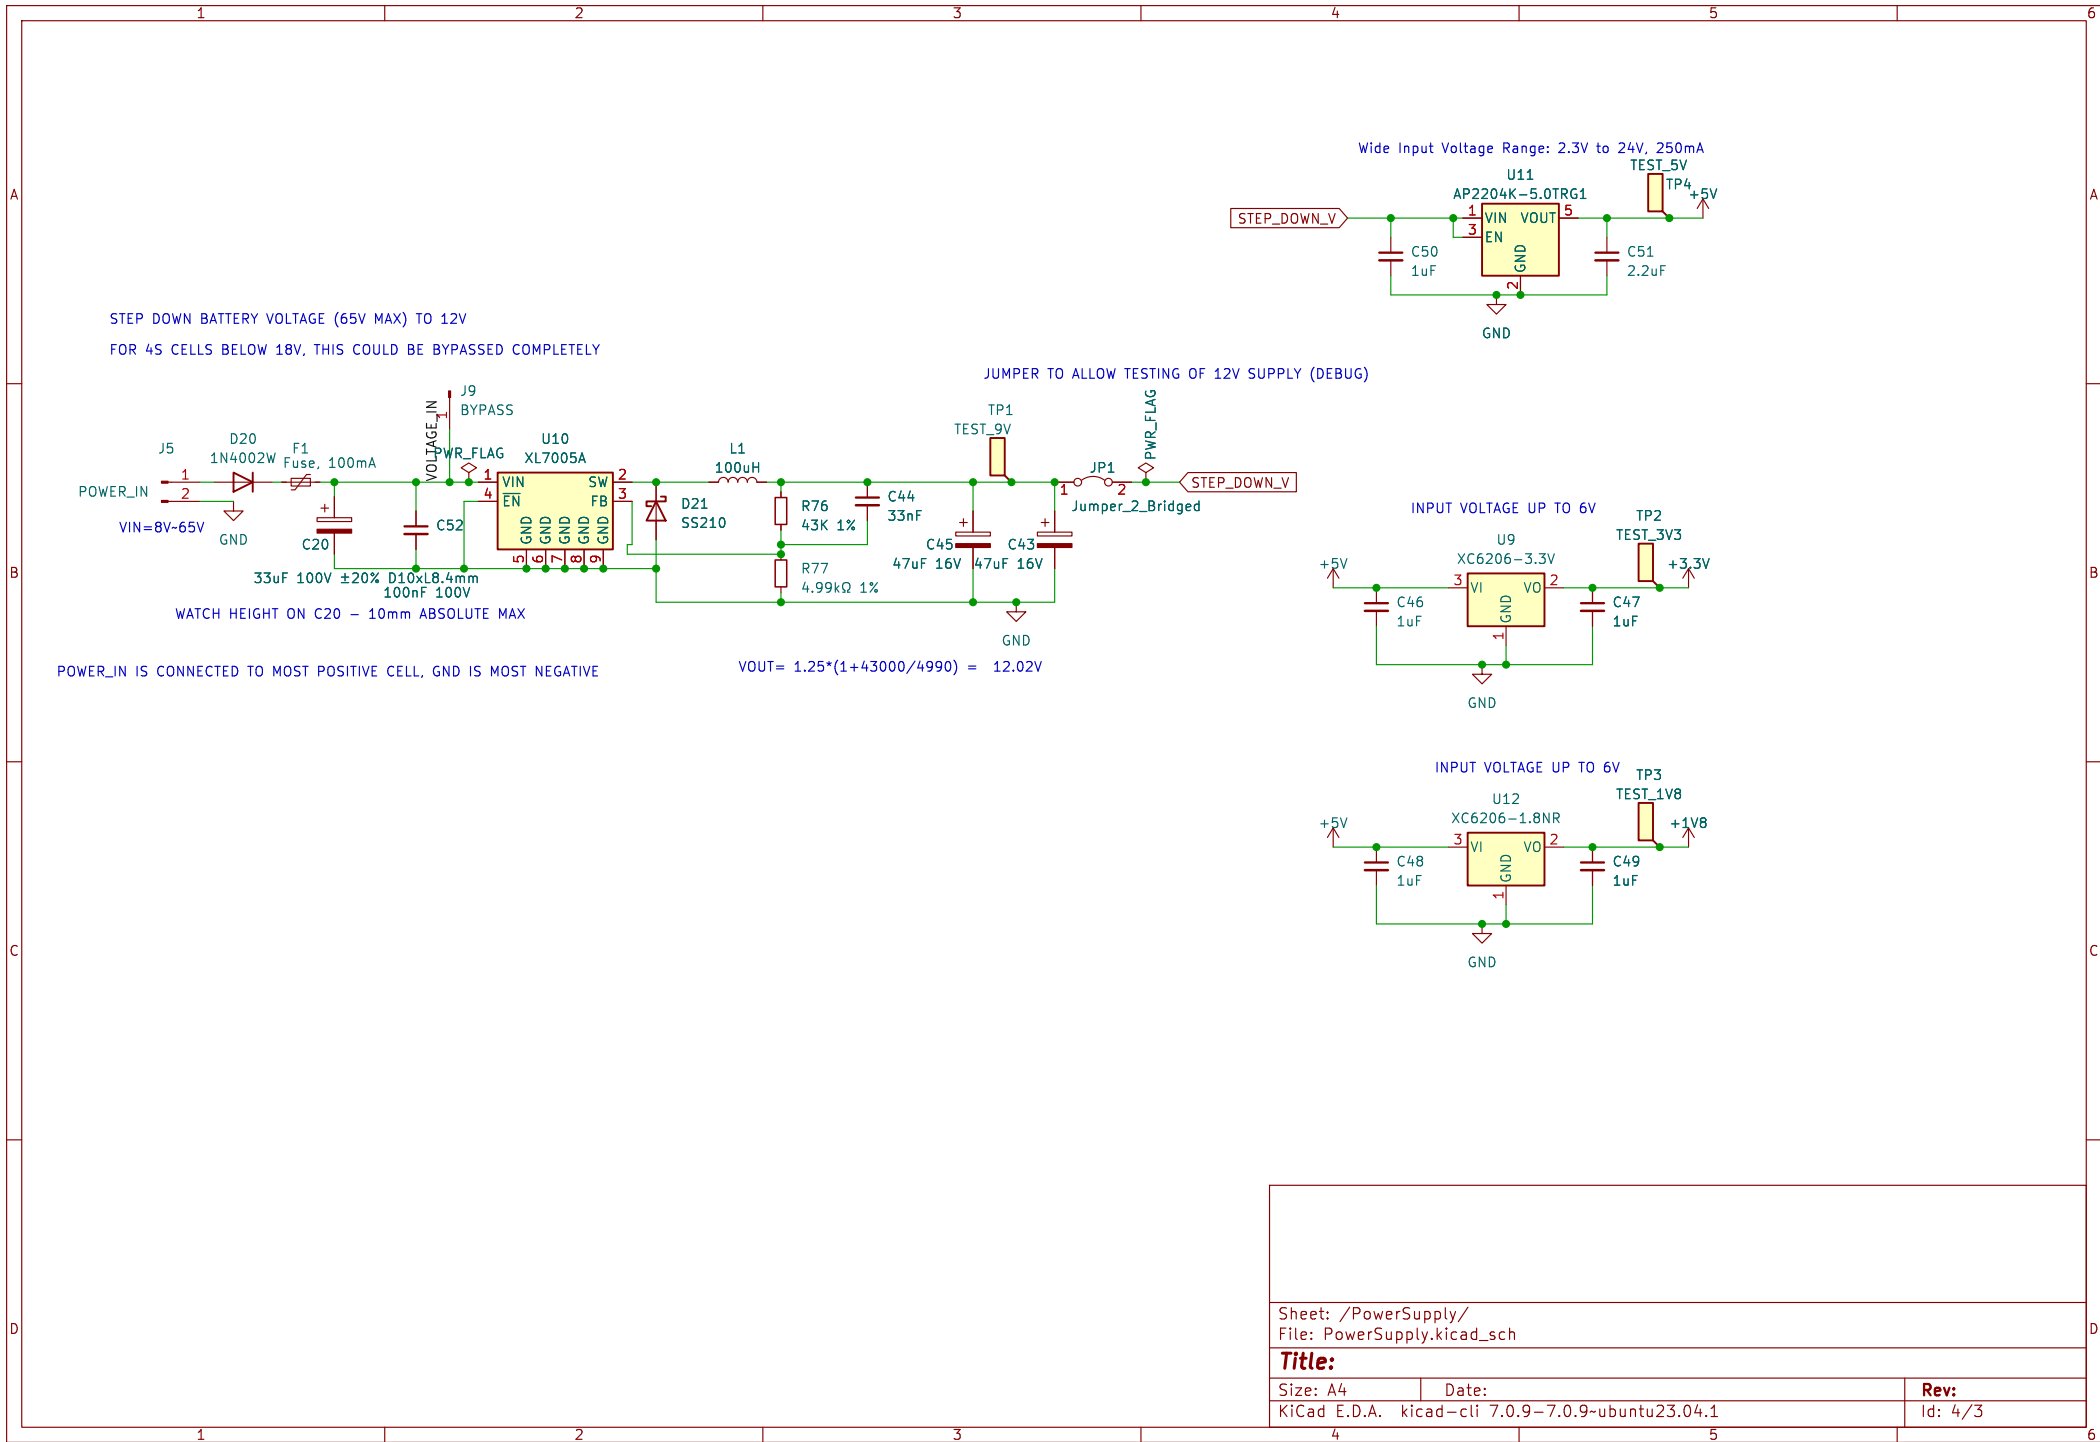 1 2 3 4 5 6
A
B
C
D
A
B
C
D
1 2 3 4 5 6
Wide Input Voltage Range: 2.3V to 24V, 250mA
TEST_5V
TP4
+5V
U11
AP2204K-5.0TRG1
STEP_DOWN_V
1 VIN VOUT 5
3 EN
GND
2
C50
1uF
C51
2.2uF
GND
STEP DOWN BATTERY VOLTAGE (65V MAX) TO 12V
FOR 4S CELLS BELOW 18V, THIS COULD BE BYPASSED COMPLETELY
JUMPER TO ALLOW TESTING OF 12V SUPPLY (DEBUG)
J9
BYPASS
1
VOLTAGE_IN
PWR_FLAG
J5
POWER_IN
1
2
VIN=8V~65V
GND
D20
1N4002W
F1
Fuse, 100mA
C20
33uF 100V ±20% D10xL8.4mm
C52
100nF 100V
WATCH HEIGHT ON C20 - 10mm ABSOLUTE MAX
POWER_IN IS CONNECTED TO MOST POSITIVE CELL, GND IS MOST NEGATIVE
U10
XL7005A
1 VIN SW 2
4 EN FB 3
GND GND GND GND GND
5 6 7 8 9
D21
SS210
L1
100uH
R76
43K 1%
C44
33nF
R77
4.99kΩ 1%
TP1
TEST_9V
C45
47uF 16V
C43
47uF 16V
GND
VOUT= 1.25*(1+43000/4990) = 12.02V
JP1
1 2
Jumper_2_Bridged
PWR_FLAG
STEP_DOWN_V
INPUT VOLTAGE UP TO 6V
TP2
TEST_3V3
U9
XC6206-3.3V
+5V
+3.3V
3 VI VO 2
GND
1
C46
1uF
C47
1uF
GND
INPUT VOLTAGE UP TO 6V
TP3
TEST_1V8
U12
XC6206-1.8NR
+5V
+1V8
3 VI VO 2
GND
1
C48
1uF
C49
1uF
GND
Sheet: /PowerSupply/
File: PowerSupply.kicad_sch
Title:
Size: A4 Date: Rev:
KiCad E.D.A. kicad-cli 7.0.9-7.0.9~ubuntu23.04.1 Id: 4/3